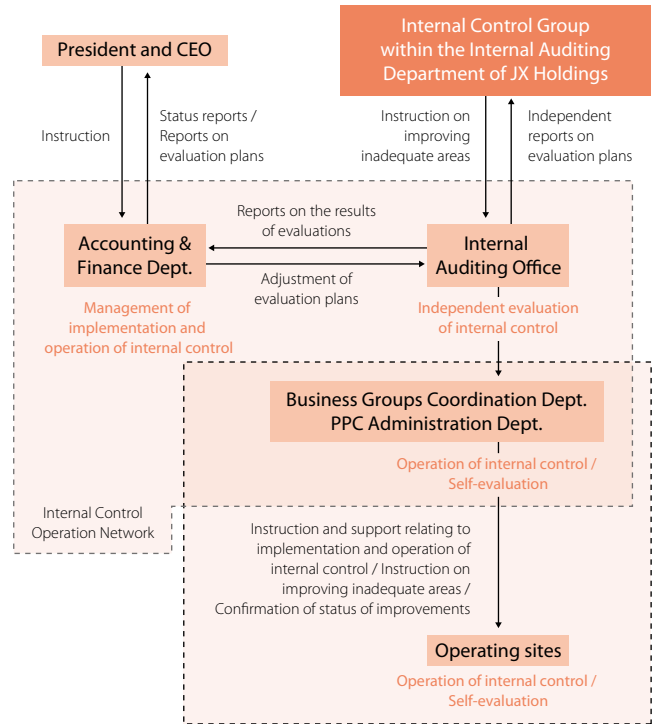 President and CEO
Internal Control Group
within the Internal Auditing
Department of JX Holdings
Instruction
Status reports /
Reports on
evaluation plans
Instruction on
improving
inadequate areas
Independent
reports on
evaluation plans
Reports on the results
of evaluations
Accounting &
Finance Dept.
Internal
Auditing Office
Adjustment of
evaluation plans
Management of
implementation and
operation of internal control
Independent evaluation
of internal control
Business Groups Coordination Dept.
PPC Administration Dept.
Operation of internal control /
Self-evaluation
Internal Control
Operation Network
Instruction and support relating to
implementation and operation of
internal control / Instruction on
improving inadequate areas /
Confirmation of status of improvements
Operating sites
Operation of internal control /
Self-evaluation